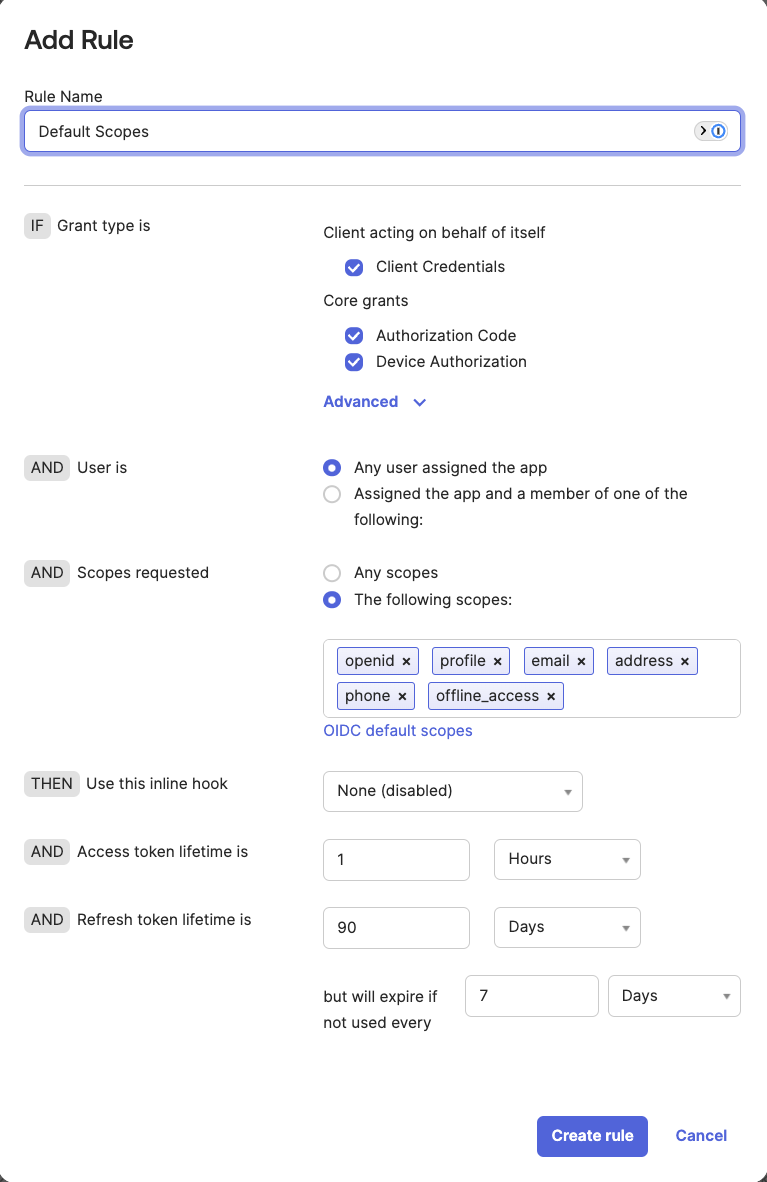 Add Rule
Rule Name
Default Scopes
IF Grant type is
Client acting on behalf of itself
Client Credentials
Core grants
Authorization Code
Device Authorization
Advanced
AND User is
Any user assigned the app
Assigned the app and a member of one of the
following:
AND Scopes requested
Any scopes
The following scopes:
openid × profile × email × address ×
phone × offline_access ×
OIDC default scopes
THEN Use this inline hook
None (disabled)
AND Access token lifetime is
1 Hours
AND Refresh token lifetime is
90 Days
but will expire if
not used every
7 Days
Create rule Cancel